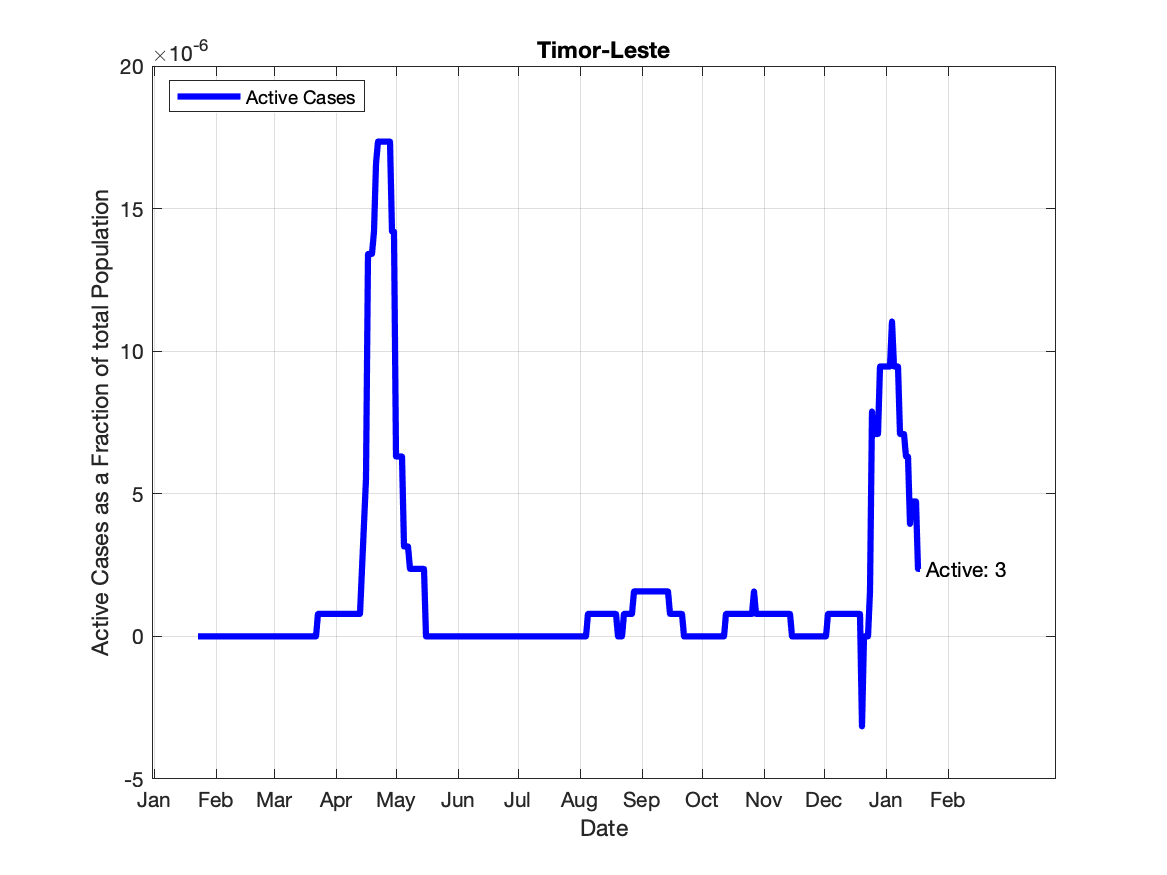 Timor-Leste
×10-6
20
15
10
5
0
-5
Active Cases
Active: 3
Active Cases as a Fraction of total Population
Jan Feb Mar Apr May Jun Jul Aug Sep Oct Nov Dec Jan Feb
Date